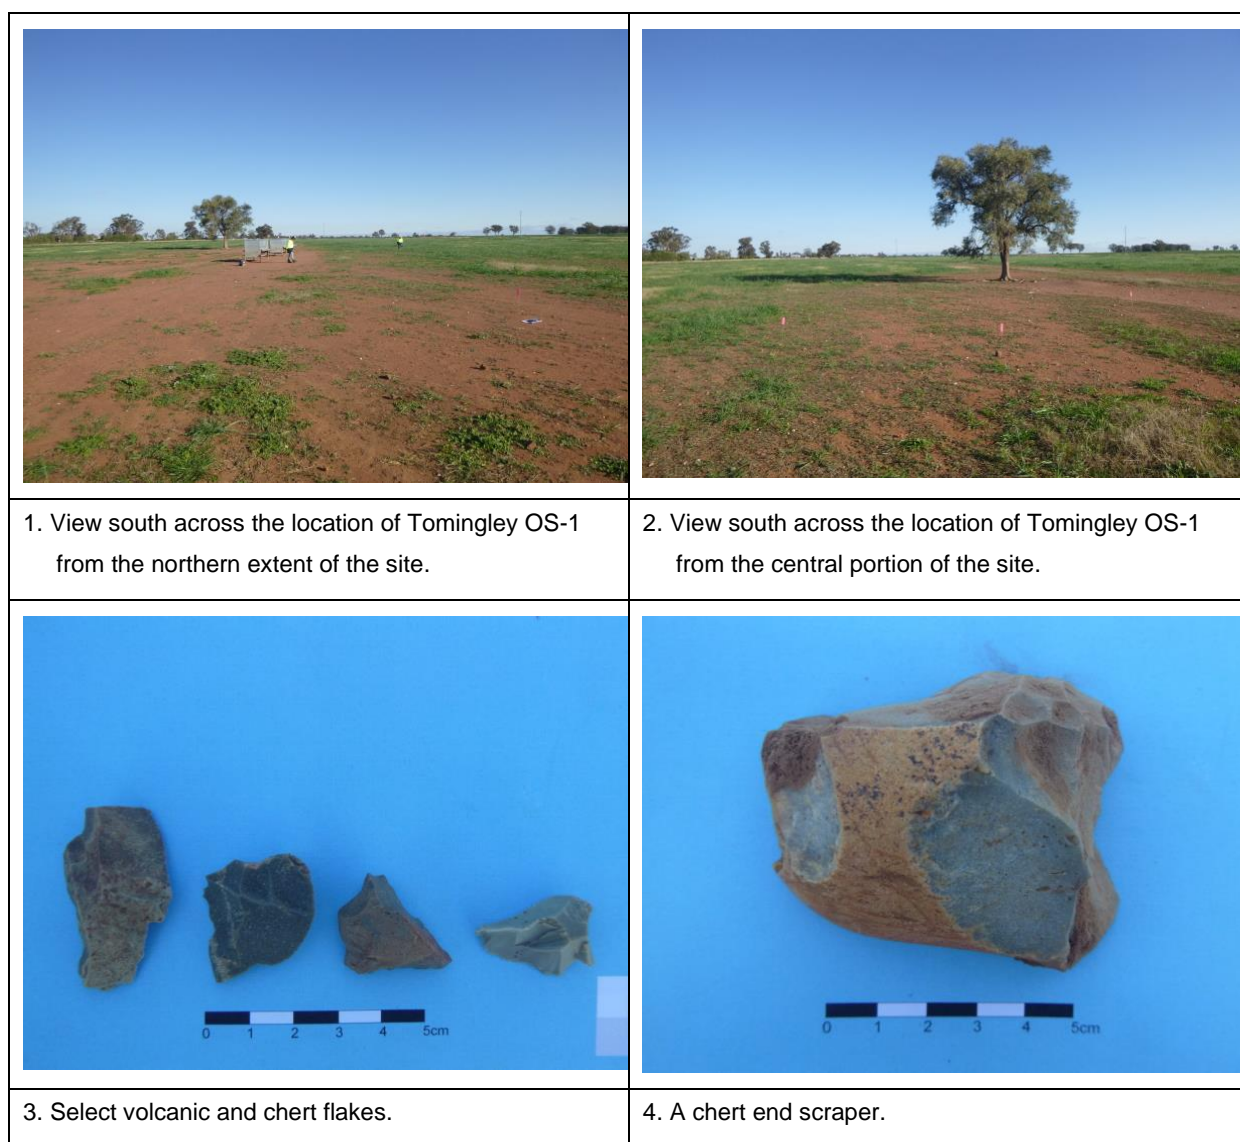 1. View south across the location of Tomingley OS-1
from the northern extent of the site.
2. View south across the location of Tomingley OS-1
from the central portion of the site.
0 1 2 3 4 5cm
0 1 2 3 4 5cm
3. Select volcanic and chert flakes.
4. A chert end scraper.